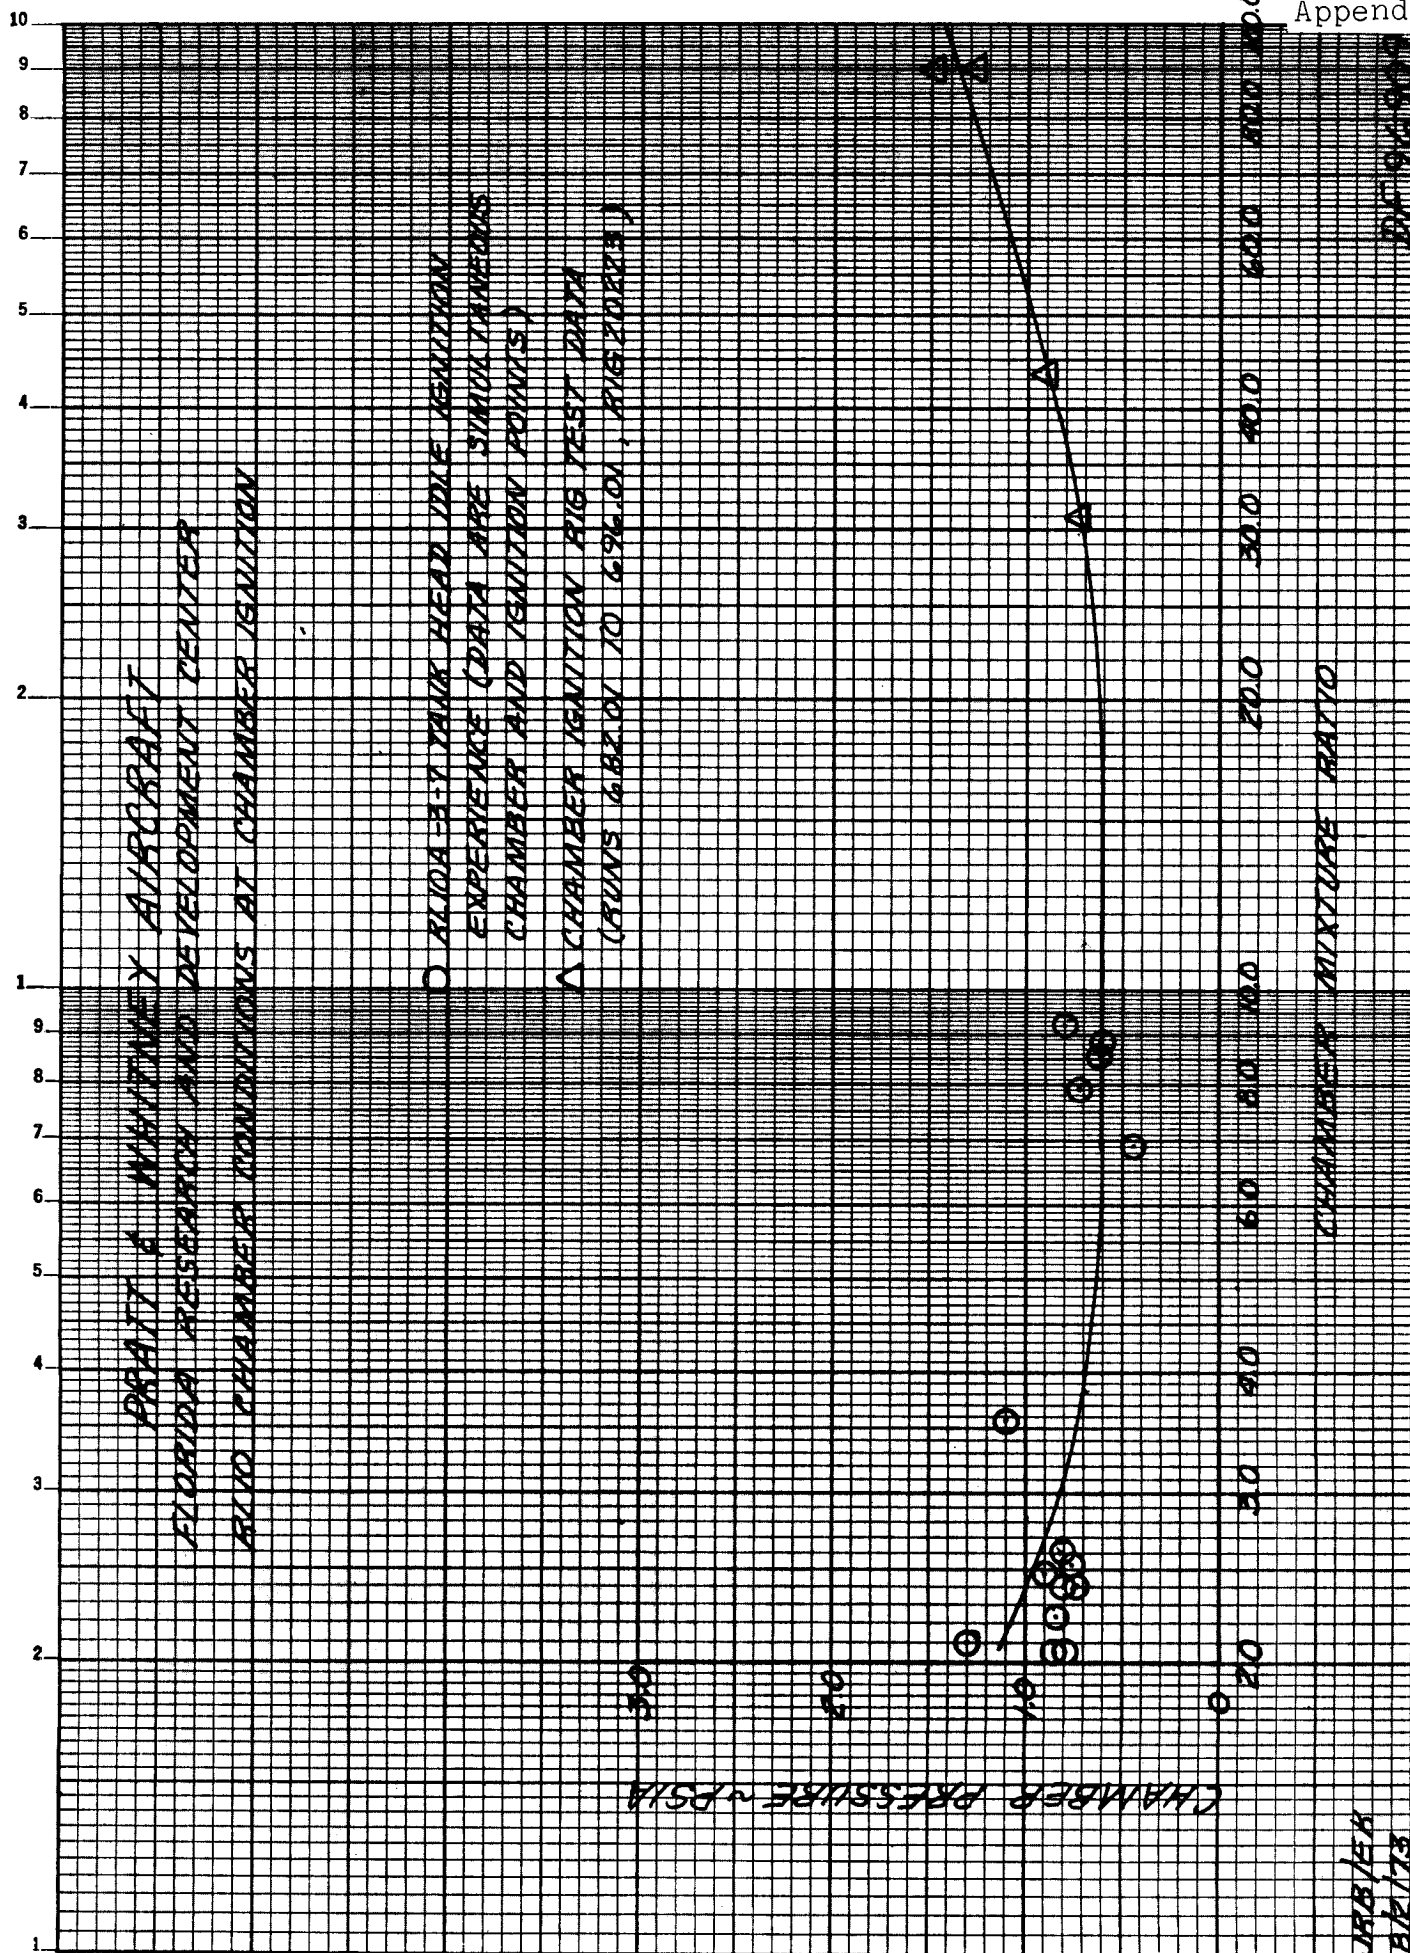 Append
PRATT & WHITNEY AIRCRAFT
FLORIDA RESEARCH AND DEVELOPMENT CENTER
RL10 CHAMBER CONDITIONS AT CHAMBER IGNITION
RL10A-3-7 TANK HEAD IDLE IGNITION
EXPERIENCE (DATA ARE SIMULTANEOUS
CHAMBER AND IGNITION POINTS)
CHAMBER IGNITION RIG TEST DATA
(RUNS 682.01 TO 696.01, RIG 20223)
CHAMBER PRESSURE ~ PSIA
3.0
2.0
1.0
0
2.0 3.0 4.0 6.0 8.0 10.0 20.0 30.0 40.0 60.0 80.0
CHAMBER MIXTURE RATIO
JRB/EK
1 2 3 4 5 6 7 8 9 1 2 3 4 5 6 7 8 9 10